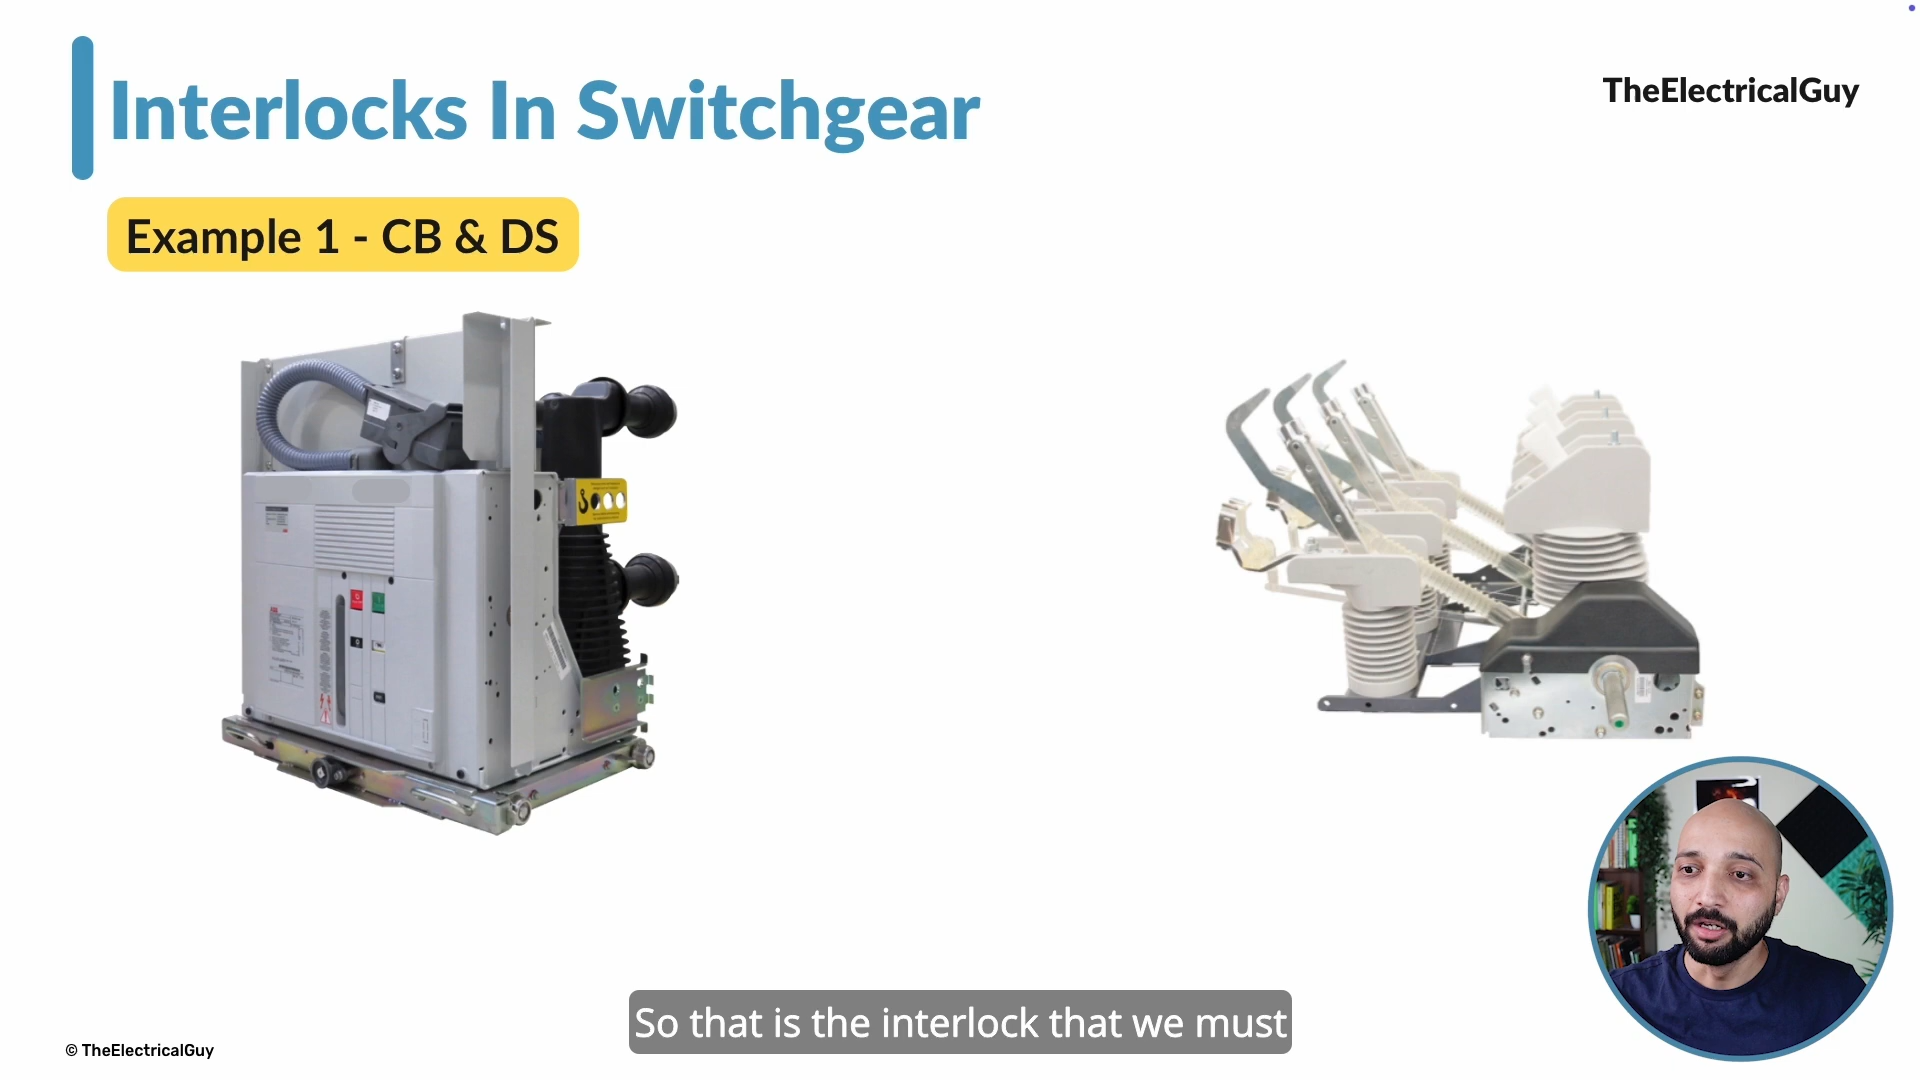 Interlocks In Switchgear
TheElectricalGuy
Example 1 - CB & DS
So that is the interlock that we must
© TheElectricalGuy